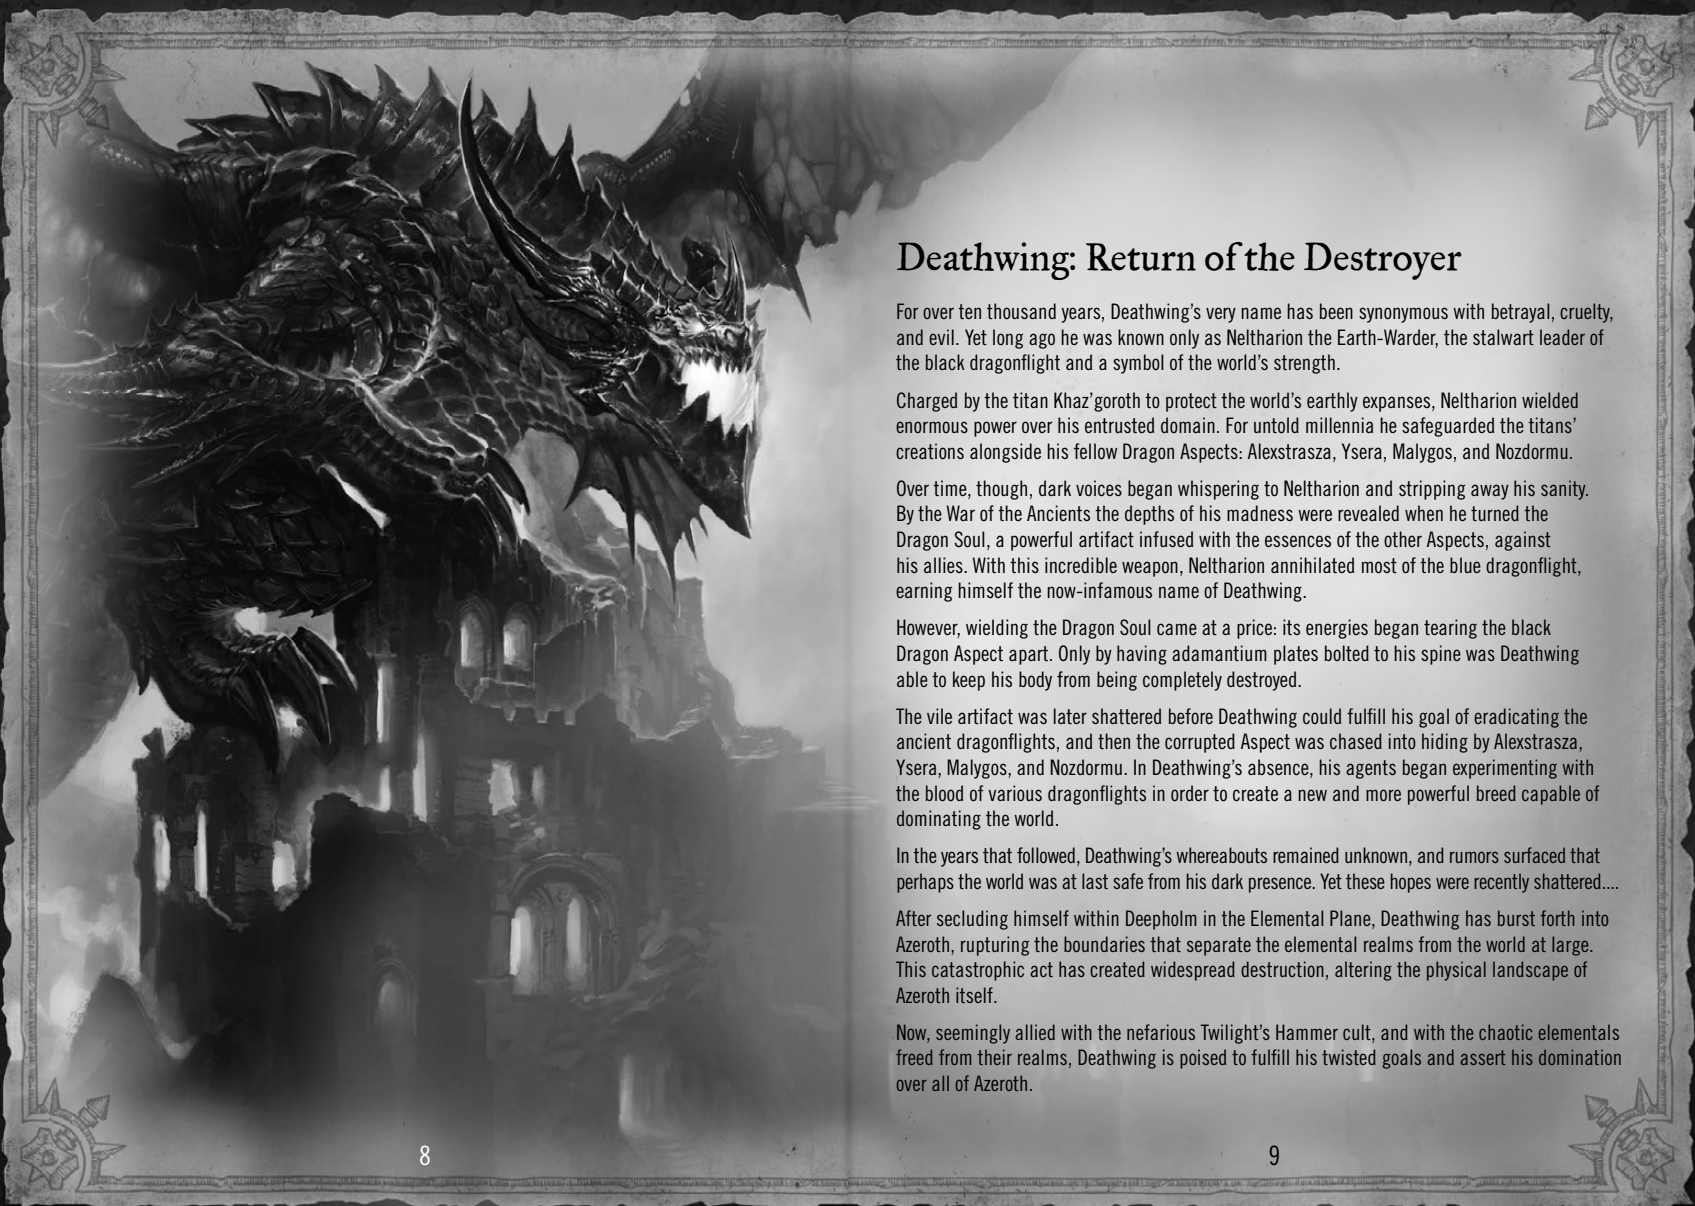 Deathwing: Return of the Destroyer
For over ten thousand years, Deathwing’s very name has been synonymous with betrayal, cruelty,
and evil. Yet long ago he was known only as Neltharion the Earth-Warder, the stalwart leader of
the black dragonflight and a symbol of the world’s strength.
Charged by the titan Khaz’goroth to protect the world’s earthly expanses, Neltharion wielded
enormous power over his entrusted domain. For untold millennia he safeguarded the titans’
creations alongside his fellow Dragon Aspects: Alexstrasza, Ysera, Malygos, and Nozdormu.
Over time, though, dark voices began whispering to Neltharion and stripping away his sanity.
By the War of the Ancients the depths of his madness were revealed when he turned the
Dragon Soul, a powerful artifact infused with the essences of the other Aspects, against
his allies. With this incredible weapon, Neltharion annihilated most of the blue dragonflight,
earning himself the now-infamous name of Deathwing.
However, wielding the Dragon Soul came at a price: its energies began tearing the black
Dragon Aspect apart. Only by having adamantium plates bolted to his spine was Deathwing
able to keep his body from being completely destroyed.
The vile artifact was later shattered before Deathwing could fulfill his goal of eradicating the
ancient dragonflights, and then the corrupted Aspect was chased into hiding by Alexstrasza,
Ysera, Malygos, and Nozdormu. In Deathwing’s absence, his agents began experimenting with
the blood of various dragonflights in order to create a new and more powerful breed capable of
dominating the world.
In the years that followed, Deathwing’s whereabouts remained unknown, and rumors surfaced that
perhaps the world was at last safe from his dark presence. Yet these hopes were recently shattered....
After secluding himself within Deepholm in the Elemental Plane, Deathwing has burst forth into
Azeroth, rupturing the boundaries that separate the elemental realms from the world at large.
This catastrophic act has created widespread destruction, altering the physical landscape of
Azeroth itself.
Now, seemingly allied with the nefarious Twilight’s Hammer cult, and with the chaotic elementals
freed from their realms, Deathwing is poised to fulfill his twisted goals and assert his domination
over all of Azeroth.
8
9